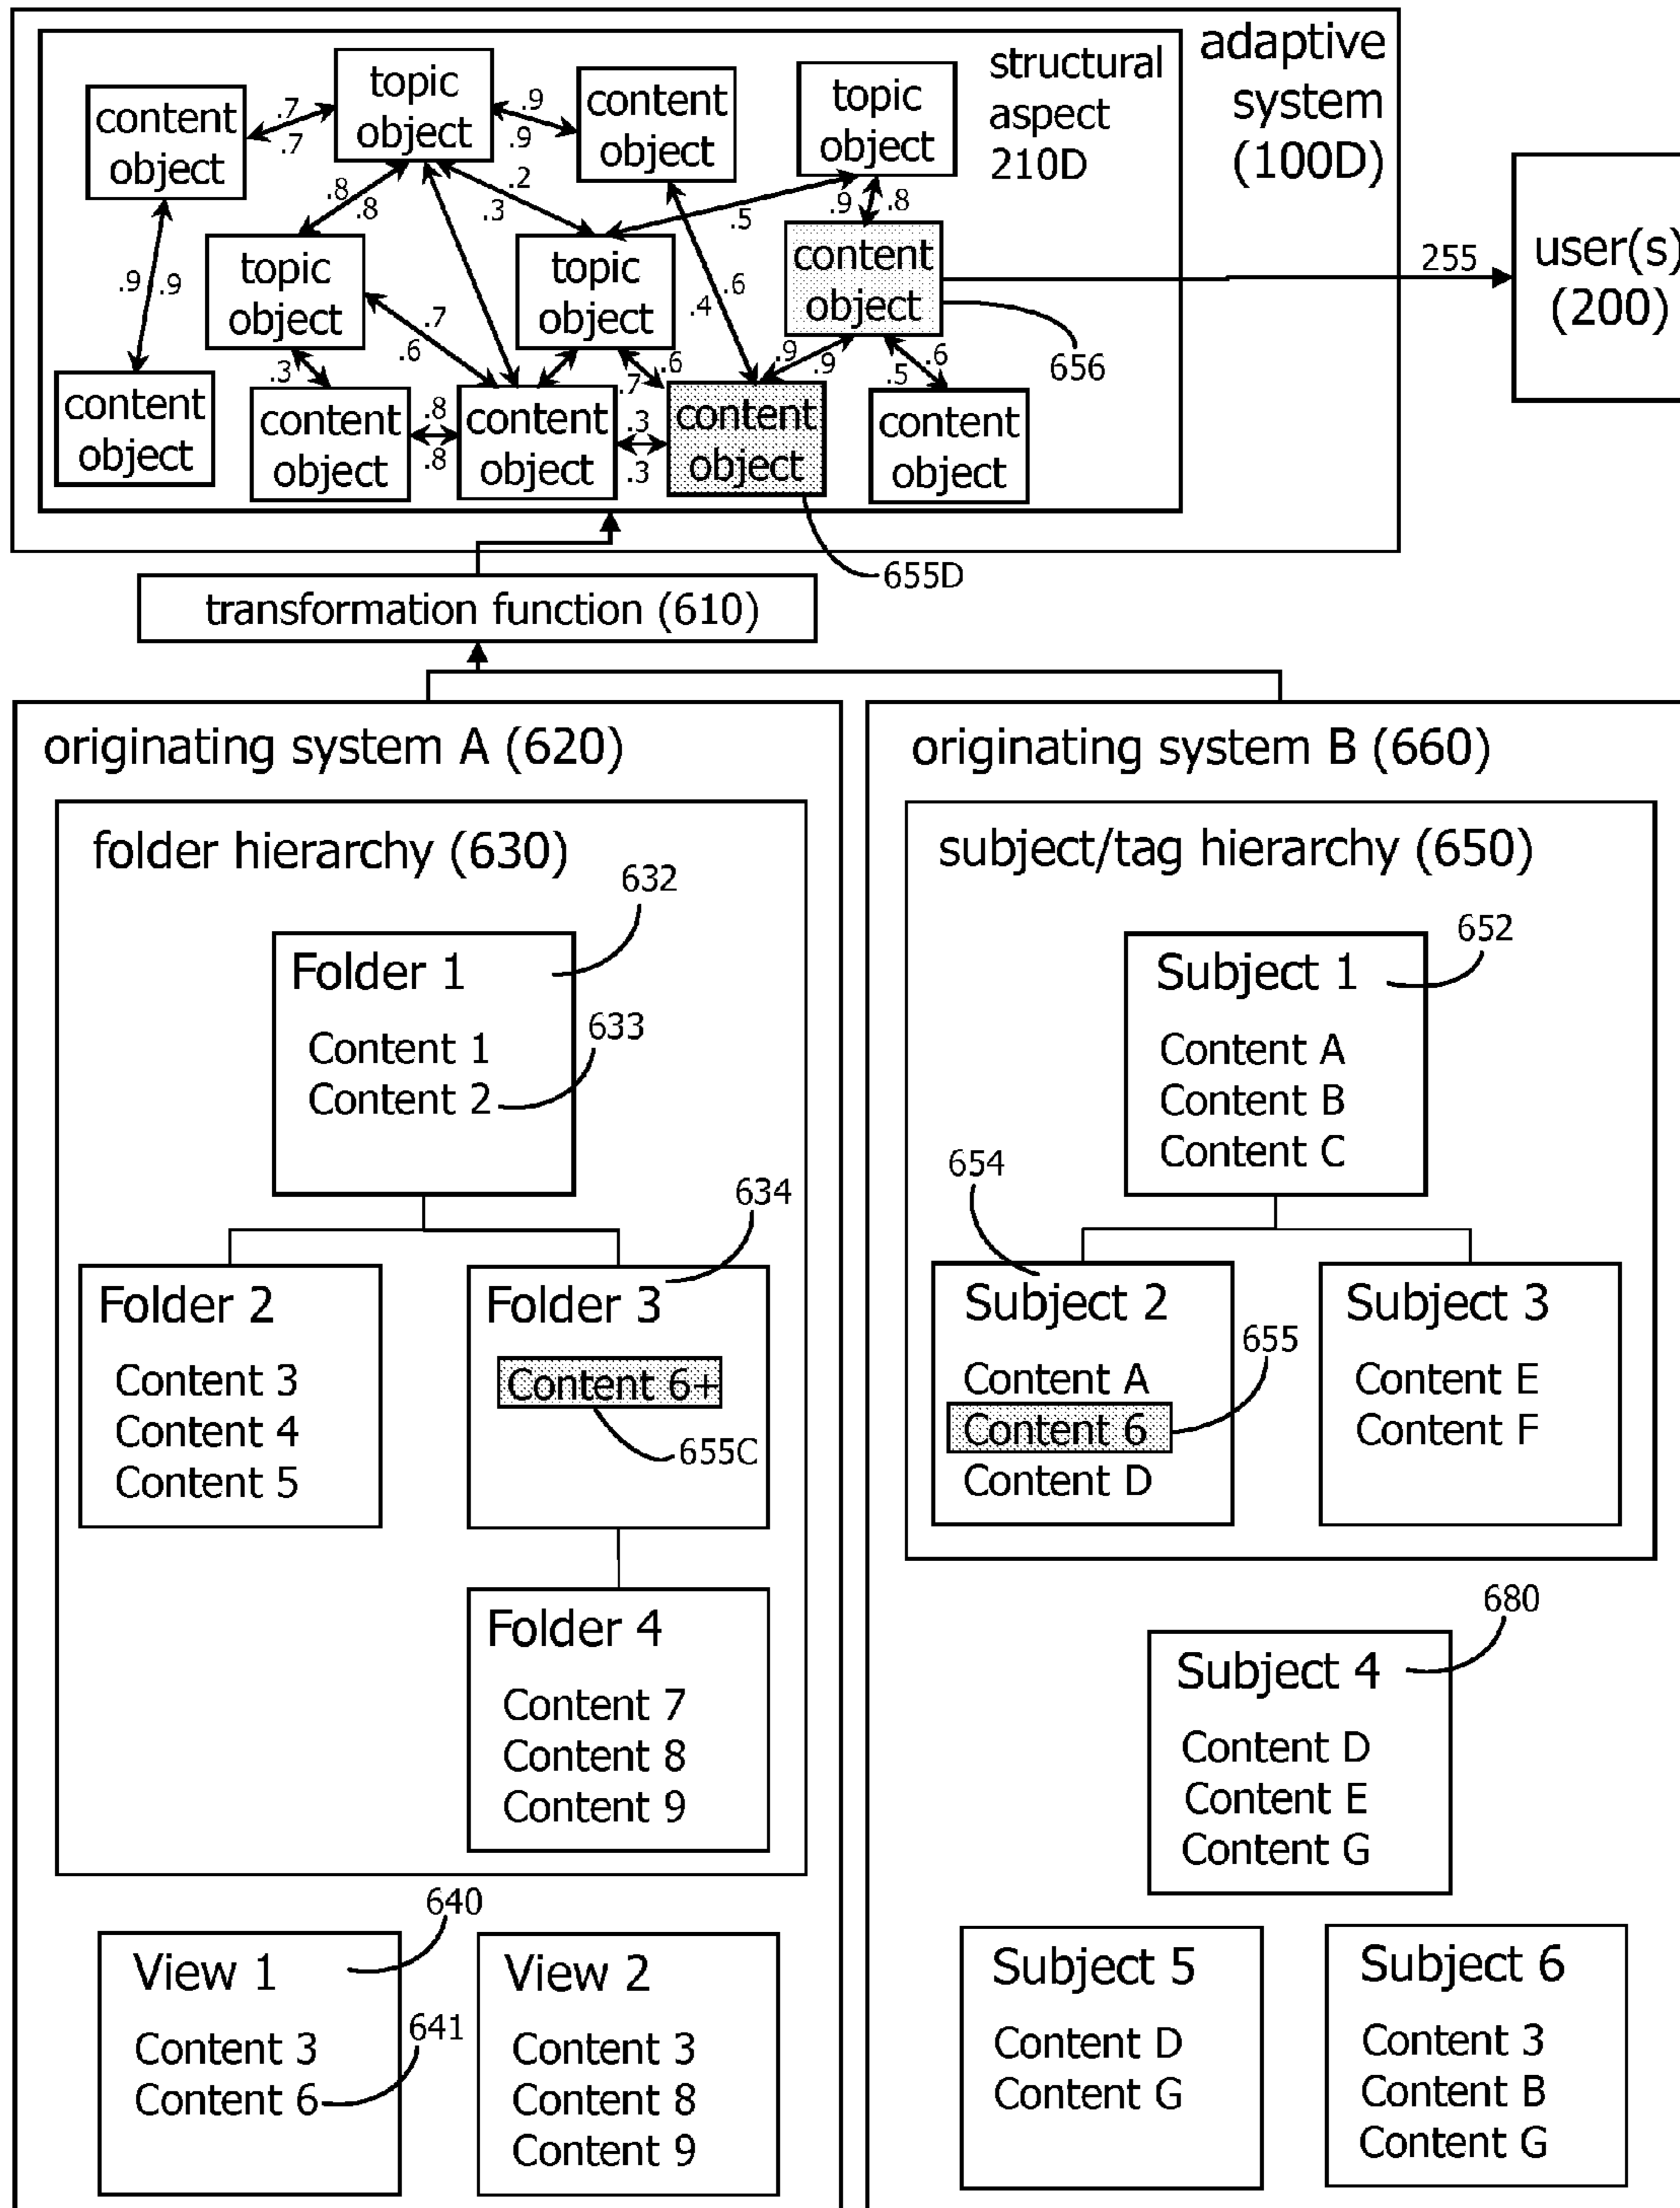 adaptive
system
(100D)
structural
aspect
210D
topic
object
content
object
content
object
topic
object
.7
.7
.9
.9
.8
.8
.2
.3
.5
.9
.8
.9
.9
topic
object
topic
object
content
object
.4
.6
.7
.6
.3
.6
.7
.9
.9
.5
.6
656
255
user(s)
(200)
content
object
content
object
.8
.8
content
object
.3
.3
content
object
content
object
655D
transformation function (610)
originating system A (620)
folder hierarchy (630)
632
Folder 1
Content 1
633
Content 2
634
Folder 2
Content 3
Content 4
Content 5
Folder 3
Content 6+
655C
Folder 4
Content 7
Content 8
Content 9
640
View 1
Content 3
641
Content 6
View 2
Content 3
Content 8
Content 9
originating system B (660)
subject/tag hierarchy (650)
652
Subject 1
Content A
Content B
Content C
654
Subject 2
655
Content A
Content 6
Content D
Subject 3
Content E
Content F
680
Subject 4
Content D
Content E
Content G
Subject 5
Content D
Content G
Subject 6
Content 3
Content B
Content G